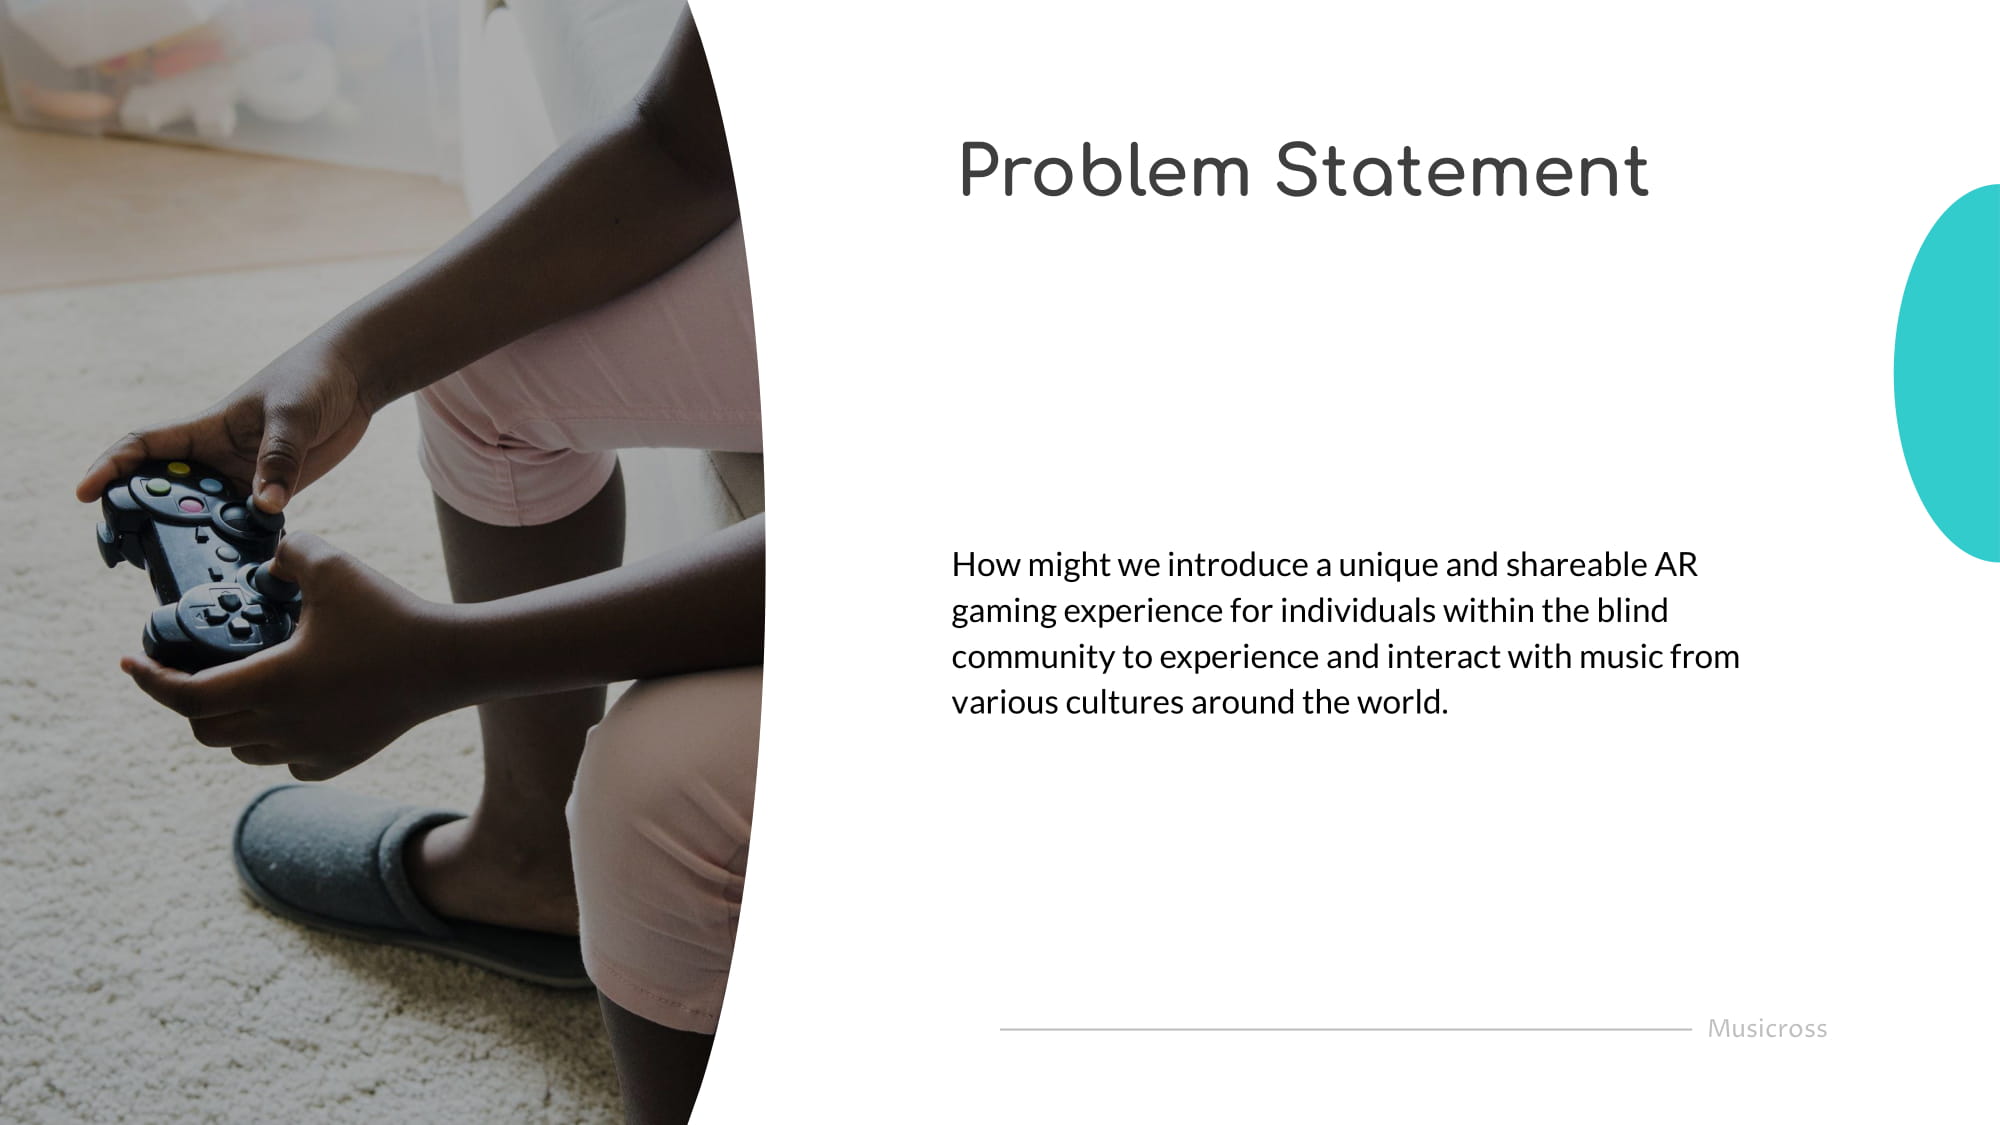 Problem Statement
How might we introduce a unique and shareable AR
gaming experience for individuals within the blind
community to experience and interact with music from
various cultures around the world.
Musicross